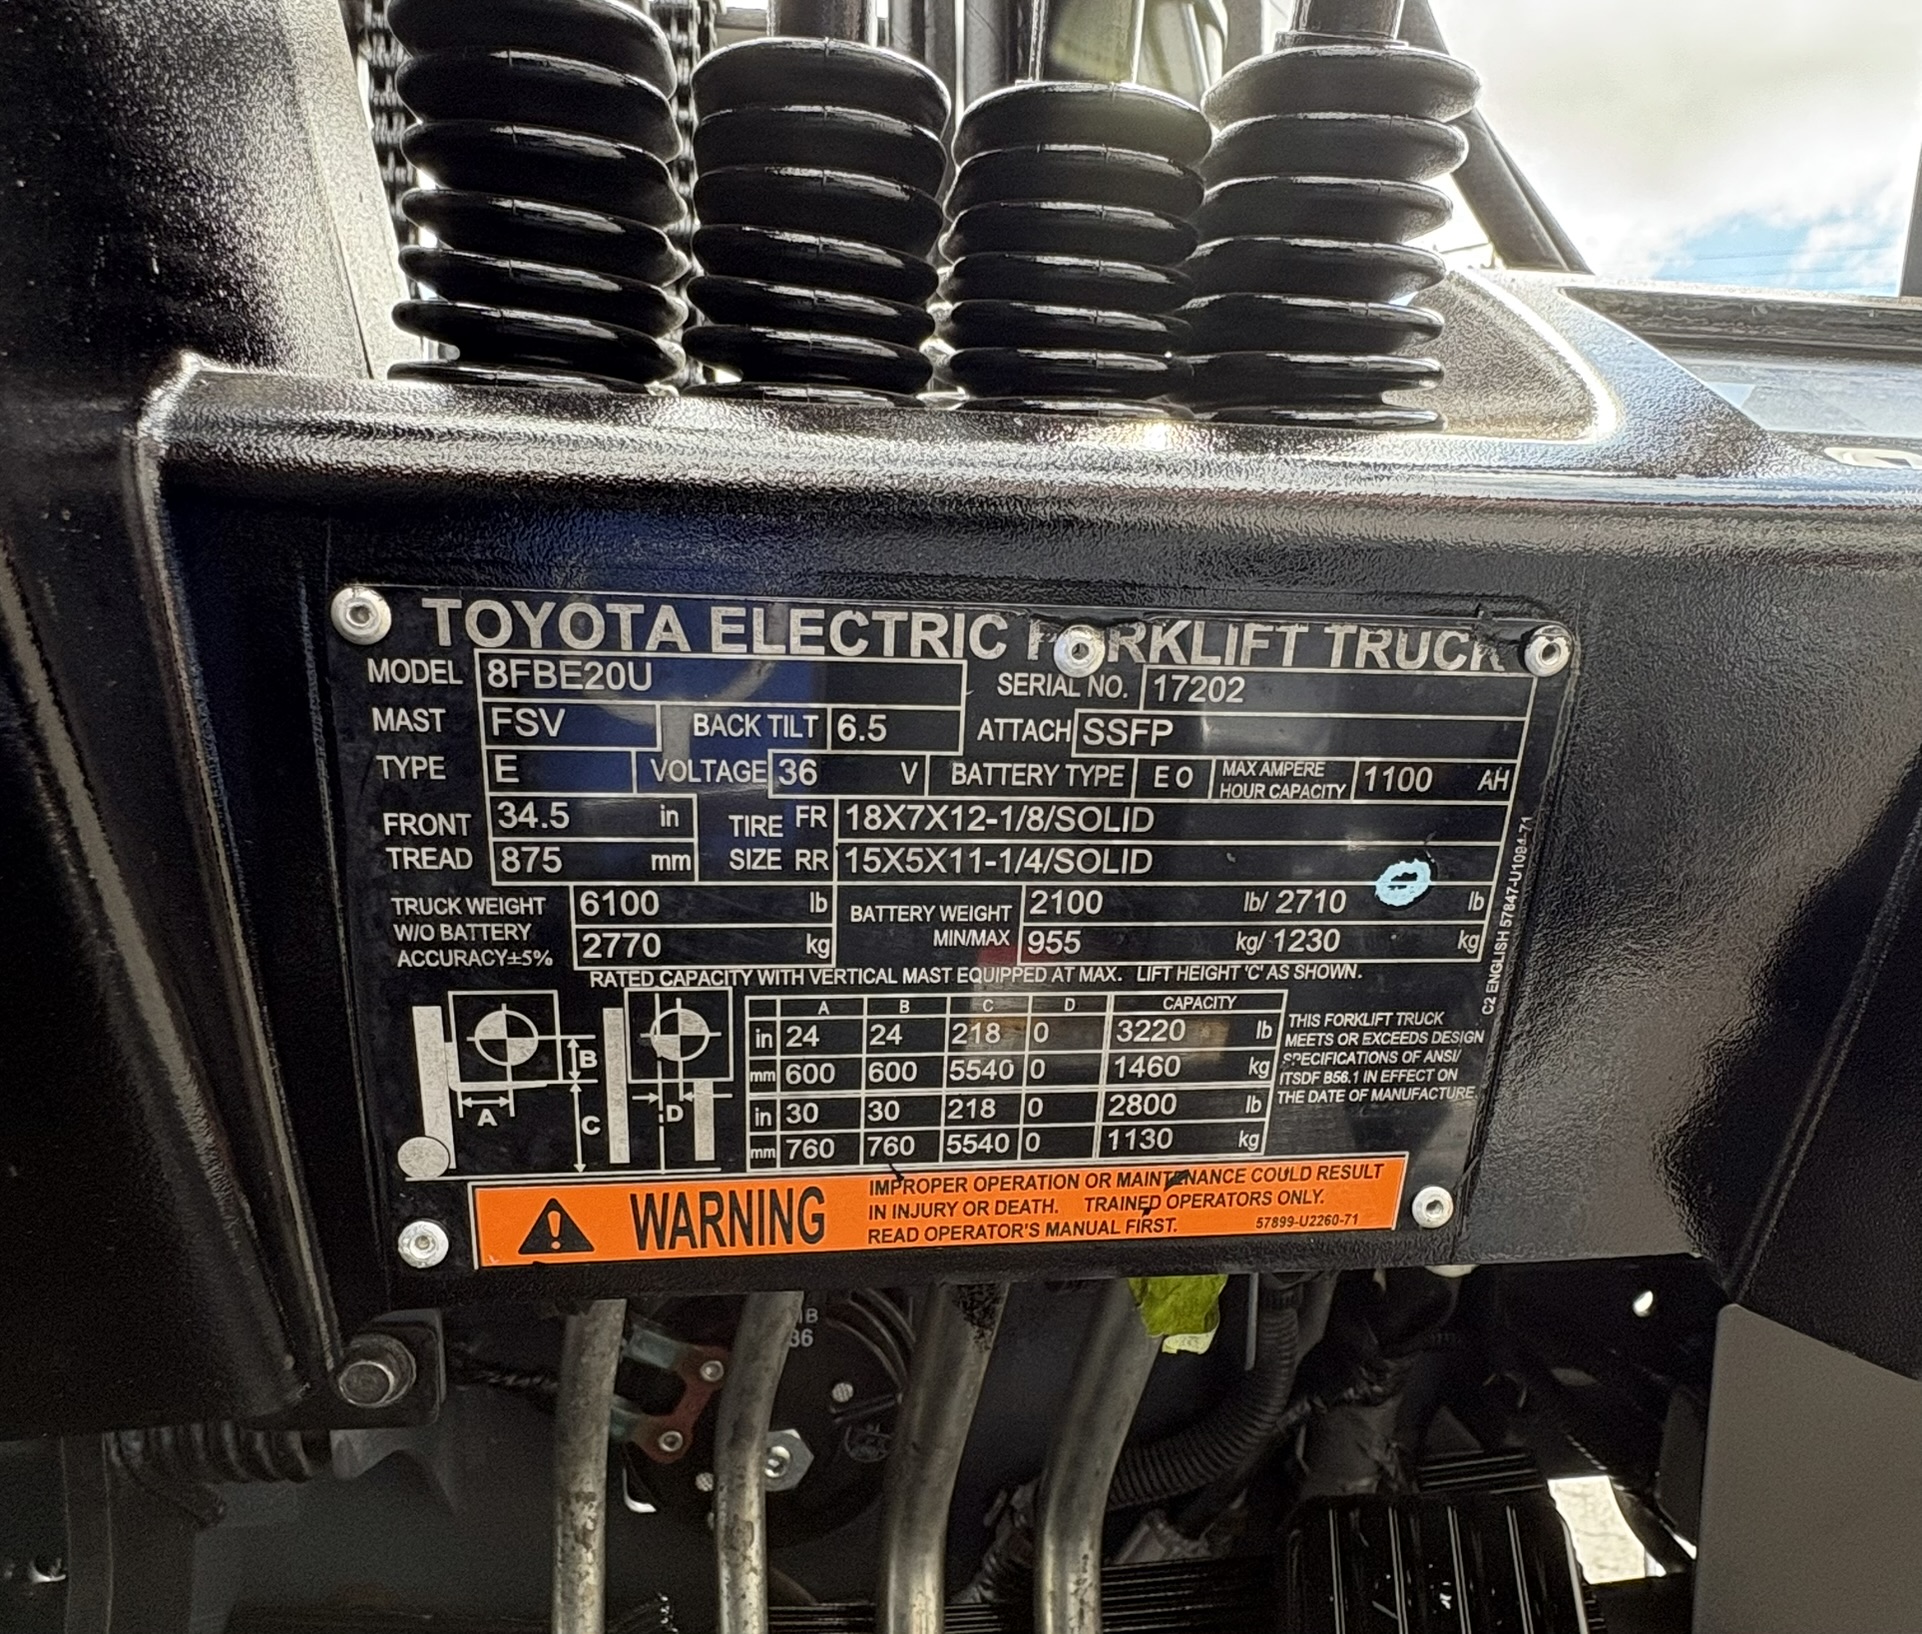 TOYOTA ELECTRIC FORKLIFT TRUCK
MODEL 8FBE20U SERIAL NO. 17202
MAST FSV BACK TILT 6.5 ATTACH SSFP
TYPE E VOLTAGE 36 V BATTERY TYPE E O MAX AMPERE HOUR CAPACITY 1100 AH
FRONT TREAD 34.5 in TIRE SIZE FR 18X7X12-1/8/SOLID
875 mm RR 15X5X11-1/4/SOLID
TRUCK WEIGHT 6100 lb BATTERY WEIGHT 2100 lb/ 2710 lb
W/O BATTERY 2770 kg MIN/MAX 955 kg/ 1230 kg
ACCURACY±5%
RATED CAPACITY WITH VERTICAL MAST EQUIPPED AT MAX. LIFT HEIGHT 'C' AS SHOWN.
A B C D CAPACITY
in 24 24 218 0 3220 lb
mm 600 600 5540 0 1460 kg
in 30 30 218 0 2800 lb
mm 760 760 5540 0 1130 kg
B
A
C
D
THIS FORKLIFT TRUCK
MEETS OR EXCEEDS DESIGN
SPECIFICATIONS OF ANSI/
ITSDF B56.1 IN EFFECT ON
THE DATE OF MANUFACTURE.
C2 ENGLISH 57847-U1094-71
WARNING
IMPROPER OPERATION OR MAINTENANCE COULD RESULT
IN INJURY OR DEATH. TRAINED OPERATORS ONLY.
READ OPERATOR'S MANUAL FIRST. 57899-U2260-71